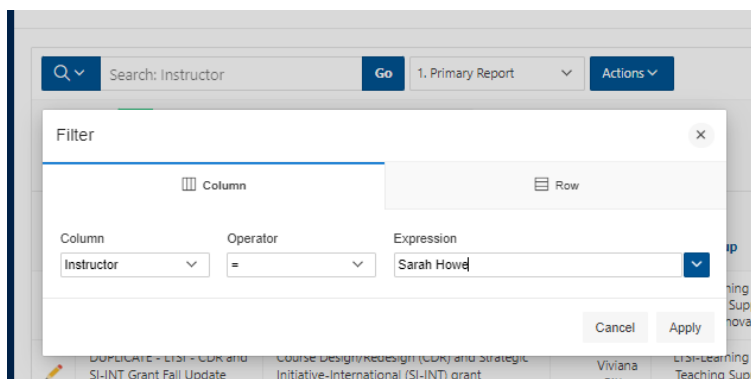 Search: Instructor
Go
1. Primary Report
Actions
Filter
Column
Row
Column
Operator
Expression
Instructor
=
Sarah Howe
Cancel
Apply
up
DUPLICATE - LTSI - CDR and
SI-INT Grant Fall Update
Course Design/Redesign (CDR) and Strategic
Initiative-International (SI-INT) grant
Viviana
LTSI-Learning
Teaching Sup